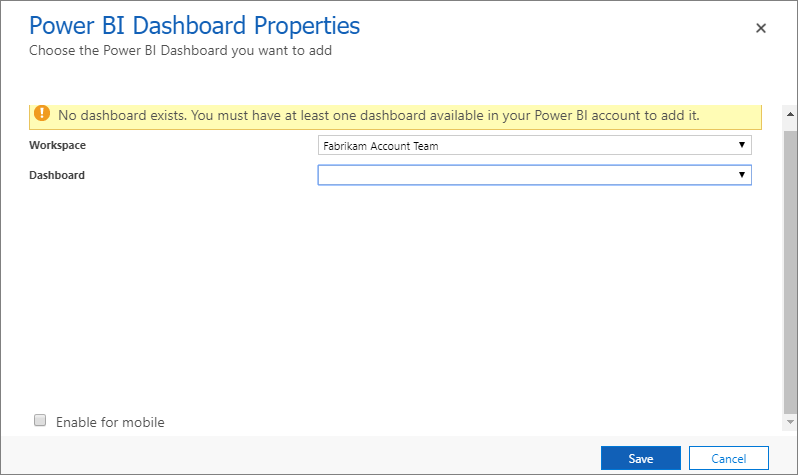 Power BI Dashboard Properties
Choose the Power BI Dashboard you want to add
No dashboard exists. You must have at least one dashboard available in your Power BI account to add it.
Workspace Fabrikam Account Team
Dashboard
Enable for mobile
Save Cancel